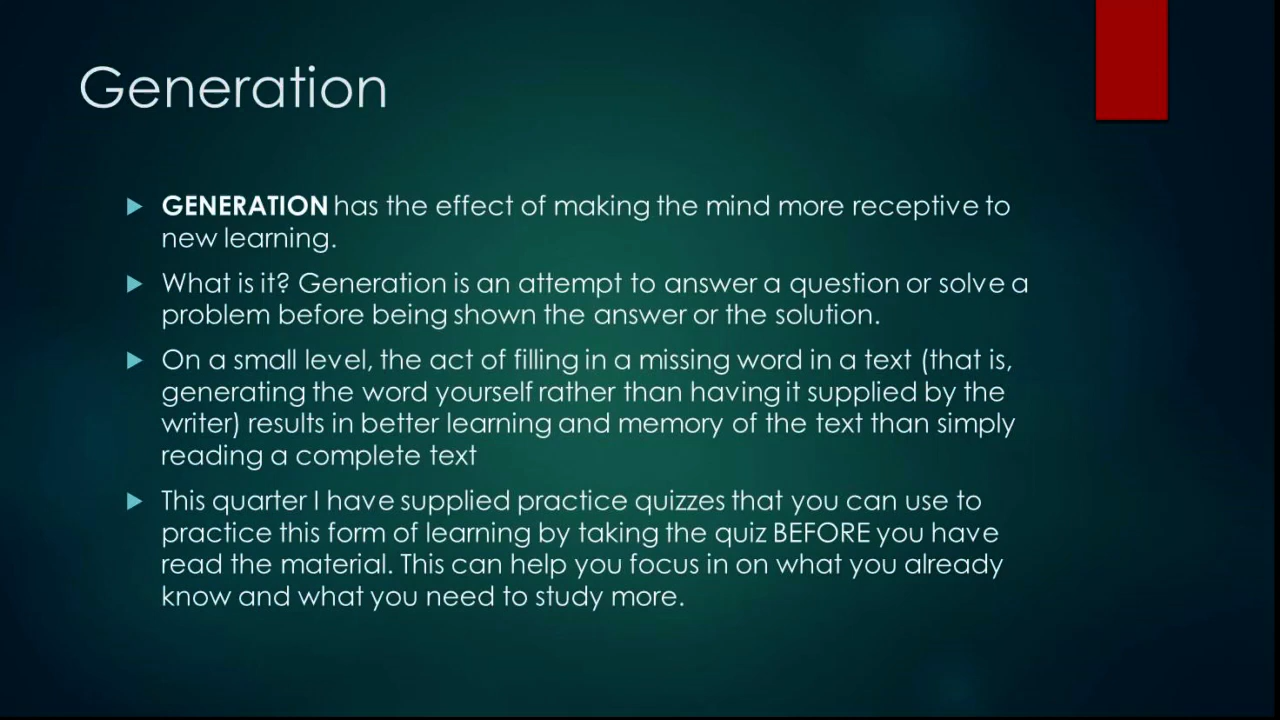 Generation
GENERATION has the effect of making the mind more receptive to
new learning.
What is it? Generation is an attempt to answer a question or solve a
problem before being shown the answer or the solution.
On a small level, the act of filling in a missing word in a text (that is,
generating the word yourself rather than having it supplied by the
writer) results in better learning and memory of the text than simply
reading a complete text
This quarter I have supplied practice quizzes that you can use to
practice this form of learning by taking the quiz BEFORE you have
read the material. This can help you focus in on what you already
know and what you need to study more.